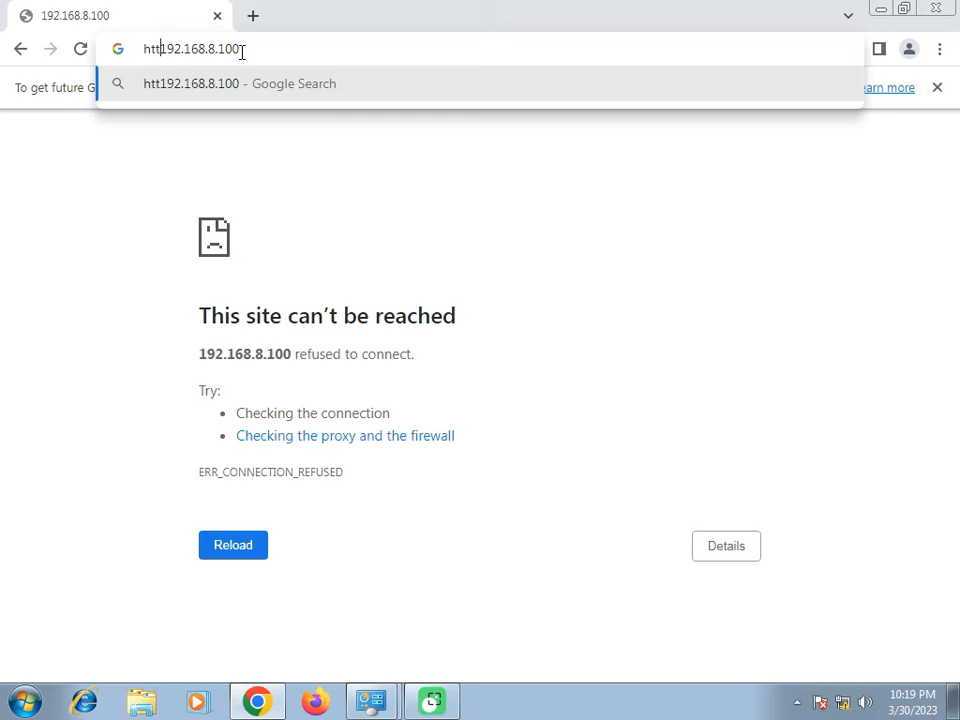 192.168.8.100
htt192.168.8.100
htt192.168.8.100 - Google Search
To get future G
earn more
This site can't be reached
192.168.8.100 refused to connect.
Try:
• Checking the connection
• Checking the proxy and the firewall
ERR_CONNECTION_REFUSED
Reload
Details
10:19 PM
3/30/2023